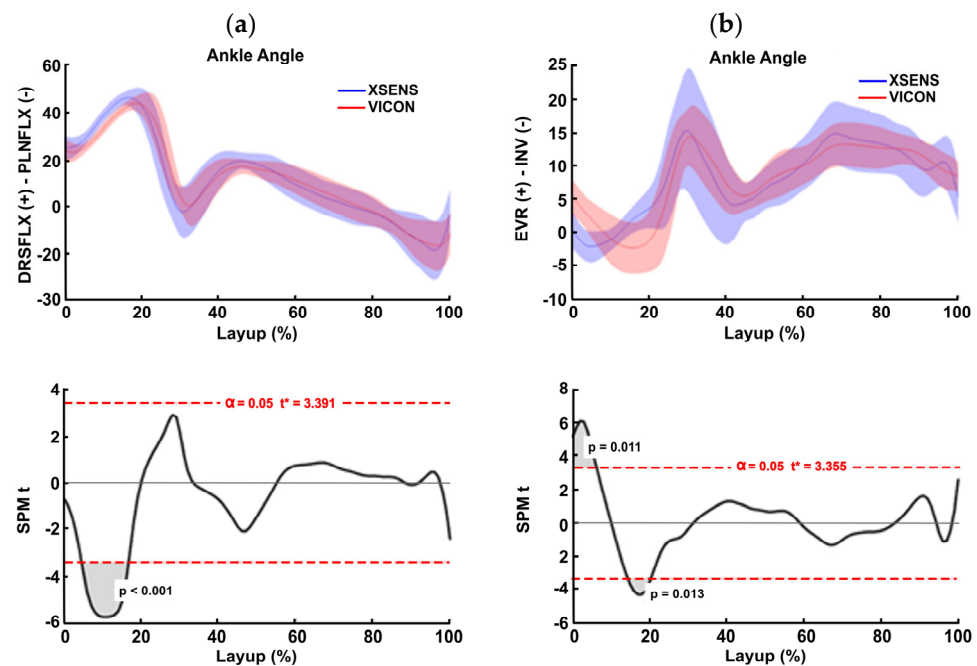 (a)
Ankle Angle
DRSFLX (+) - PLNFLX (-)
60
40
20
0
-20
-30
XSENS
VICON
0 20 40 60 80 100
Layup (%)
(b)
Ankle Angle
EVR (+) - INV (-)
25
20
15
10
5
0
-5
-10
XSENS
VICON
0 20 40 60 80 100
Layup (%)
SPM t
4
2
0
-2
-4
-6
α = 0.05 t* = 3.391
p < 0.001
0 20 40 60 80 100
Layup (%)
SPM t
8
6
4
2
0
-2
-4
-6
p = 0.011
α = 0.05 t* = 3.355
p = 0.013
0 20 40 60 80 100
Layup (%)